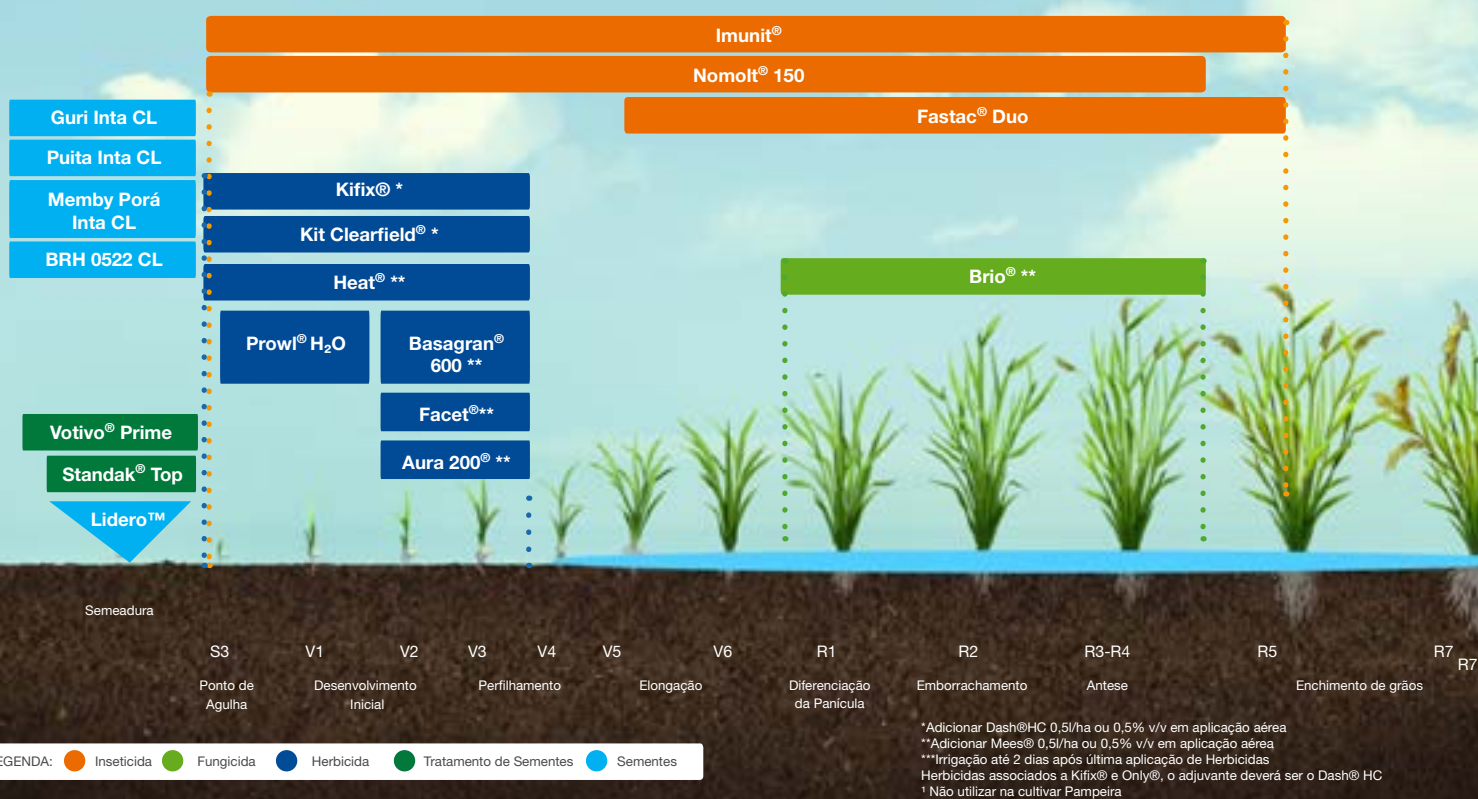 Imunit®
Nomolt® 150
Fastac® Duo
Guri Inta CL
Puita Inta CL
Memby Porá
Inta CL
BRH 0522 CL
Kifix® *
Kit Clearfield® *
Heat® **
Prowl® H₂O
Basagran®
600 **
Facet®**
Aura 200® **
Brio® **
Votivo® Prime
Standak® Top
Lidero™
Semeadura
S3 V1 V2 V3 V4 V5 V6 R1 R2 R3-R4 R5 R7
R7
Ponto de
Agulha
Desenvolvimento
Inicial
Perfilhamento
Elongação
Diferenciação
da Panícula
Emborrachamento
Antese
Enchimento de grãos
EGENDA: Inseticida Fungicida Herbicida Tratamento de Sementes Sementes
*Adicionar Dash®HC 0,5l/ha ou 0,5% v/v em aplicação aérea
**Adicionar Mees® 0,5l/ha ou 0,5% v/v em aplicação aérea
***Irrigação até 2 dias após última aplicação de Herbicidas
Herbicidas associados a Kifix® e Only®, o adjuvante deverá ser o Dash® HC
¹ Não utilizar na cultivar Pampeira